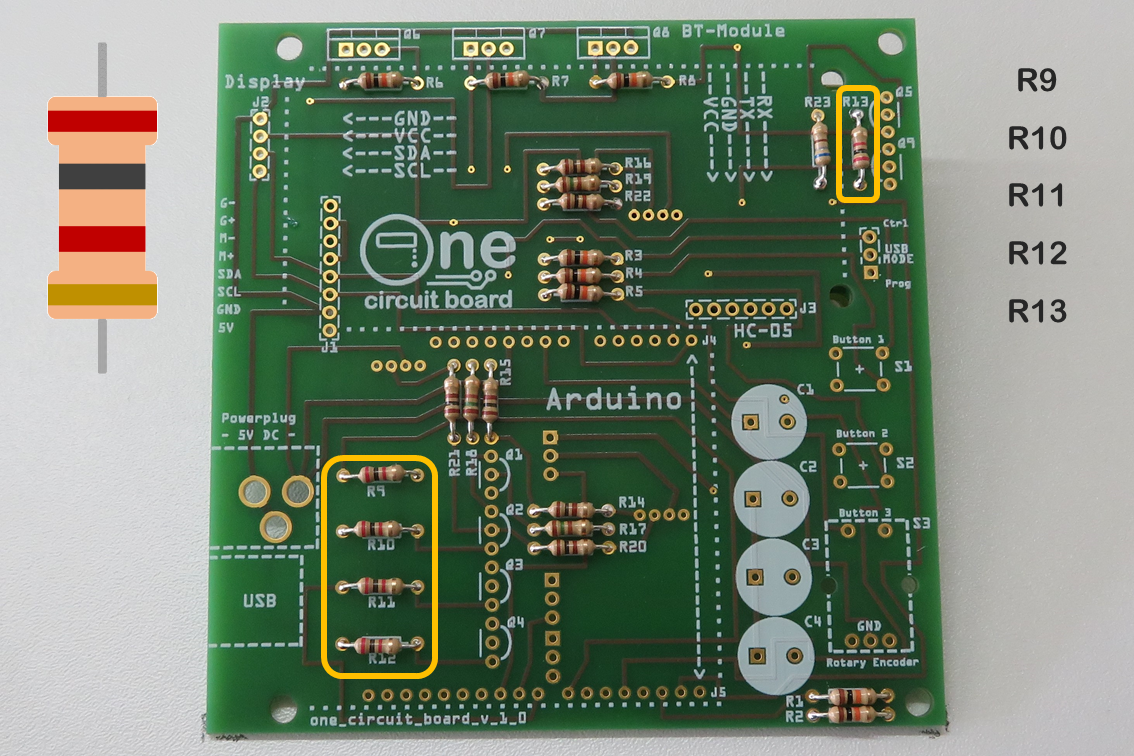 Q6
Q7
Q8
BT-Module
Display
R6
R7
R8
J2
<---GND---
<---VCC---
<---SDA---
<---SCL---
VCC
GND
TX
RX
R23
R13
Q5
Q9
R9
R10
R11
R12
R13
R16
R19
R22
G-
G+
M-
M+
SDA
SCL
GND
5V
J1
One
circuit board
R3
R4
R5
Ctrl
USB
MODE
Prog
J3
HC-05
J4
Button 1
S1
R15
Arduino
C1
Powerplug
- 5V DC -
R21
R18
Q1
Button 2
S2
C2
R9
Q2
R14
R17
R20
Button 3
S3
R10
C3
Q3
R11
USB
Q4
C4
GND
R12
Rotary Encoder
J5
R1
R2
one_circuit_board_v_1_0